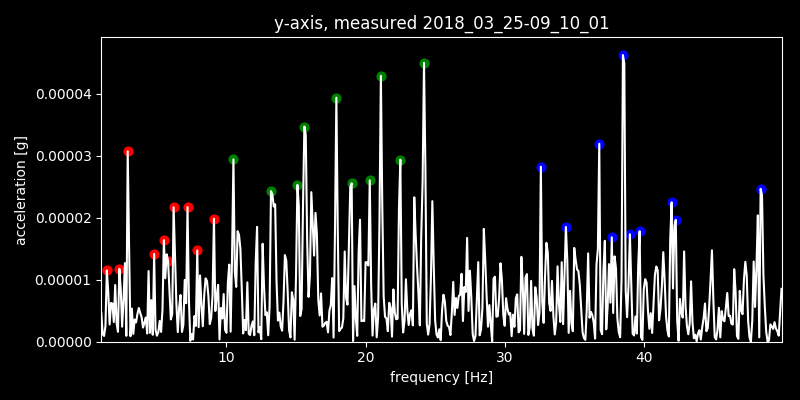 y-axis, measured 2018_03_25-09_10_01
acceleration [g]
0.00004
0.00003
0.00002
0.00001
0.00000
10 20 30 40
frequency [Hz]